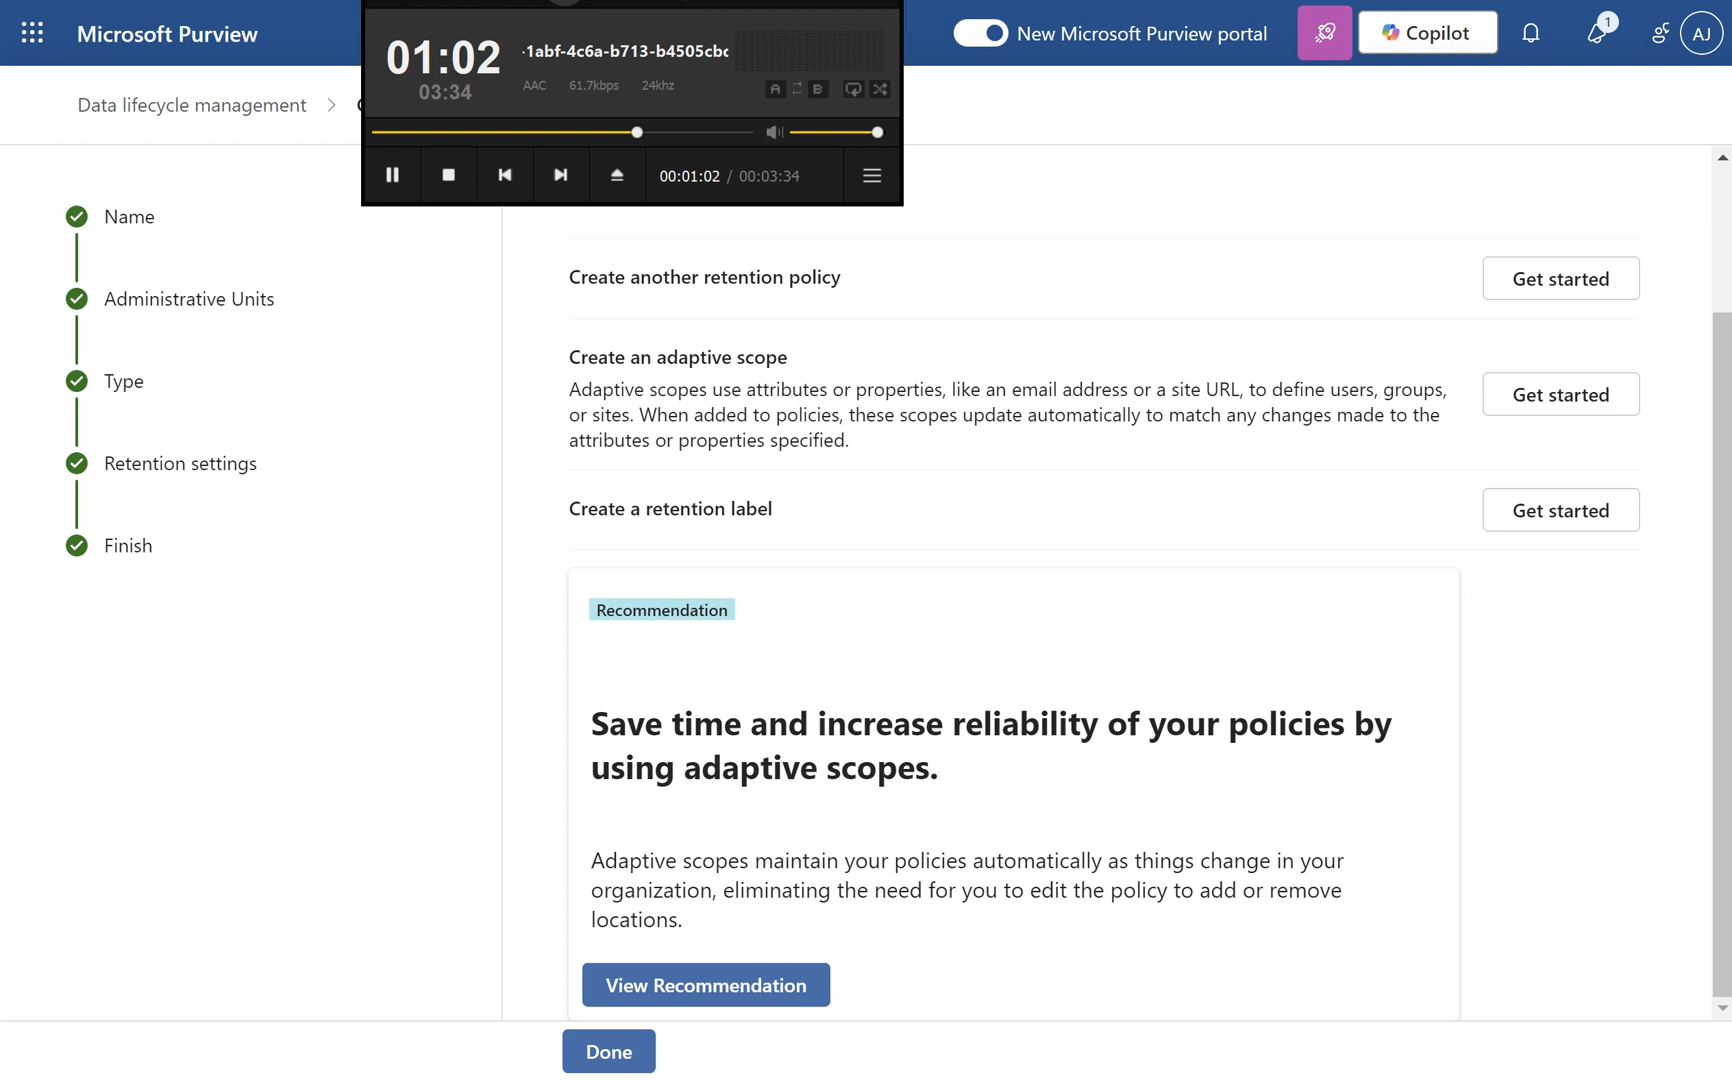 Microsoft Purview
01:02
03:34
1abf-4c6a-b713-b4505cb
AAC 61.7kbps 24khz
A B
New Microsoft Purview portal
Copilot
1
AJ
00:01:02 / 00:03:34
Data lifecycle management >
Name
Administrative Units
Type
Retention settings
Finish
Create another retention policy
Get started
Create an adaptive scope
Adaptive scopes use attributes or properties, like an email address or a site URL, to define users, groups,
or sites. When added to policies, these scopes update automatically to match any changes made to the
attributes or properties specified.
Get started
Create a retention label
Get started
Recommendation
Save time and increase reliability of your policies by
using adaptive scopes.
Adaptive scopes maintain your policies automatically as things change in your
organization, eliminating the need for you to edit the policy to add or remove
locations.
View Recommendation
Done